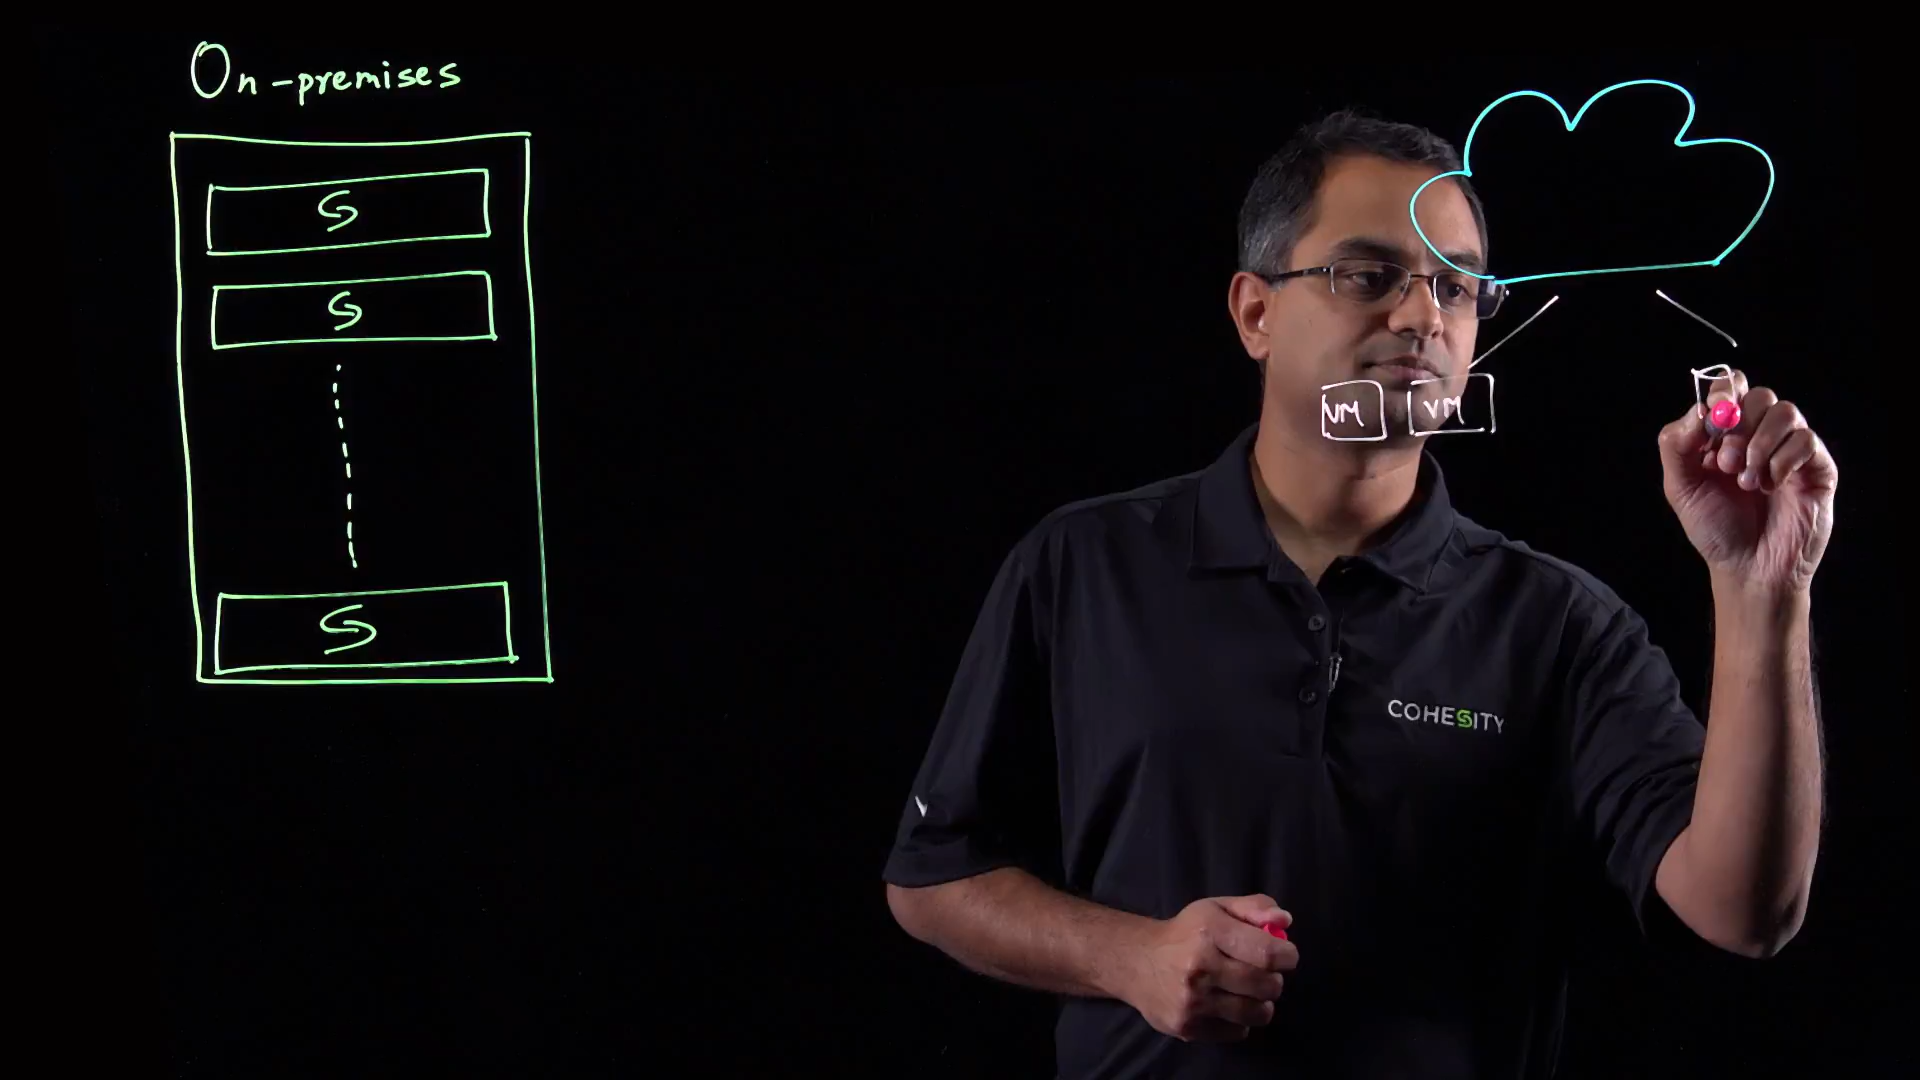 On-premises
S
S
S
VM VM
COHESITY